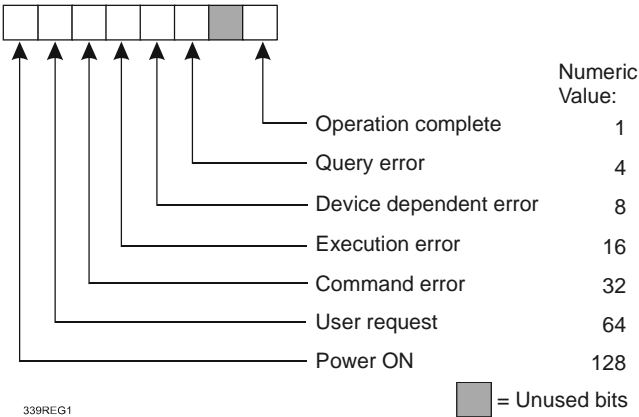 Numeric
Value:
Operation complete 1
Query error 4
Device dependent error 8
Execution error 16
Command error 32
User request 64
Power ON 128
339REG1
= Unused bits